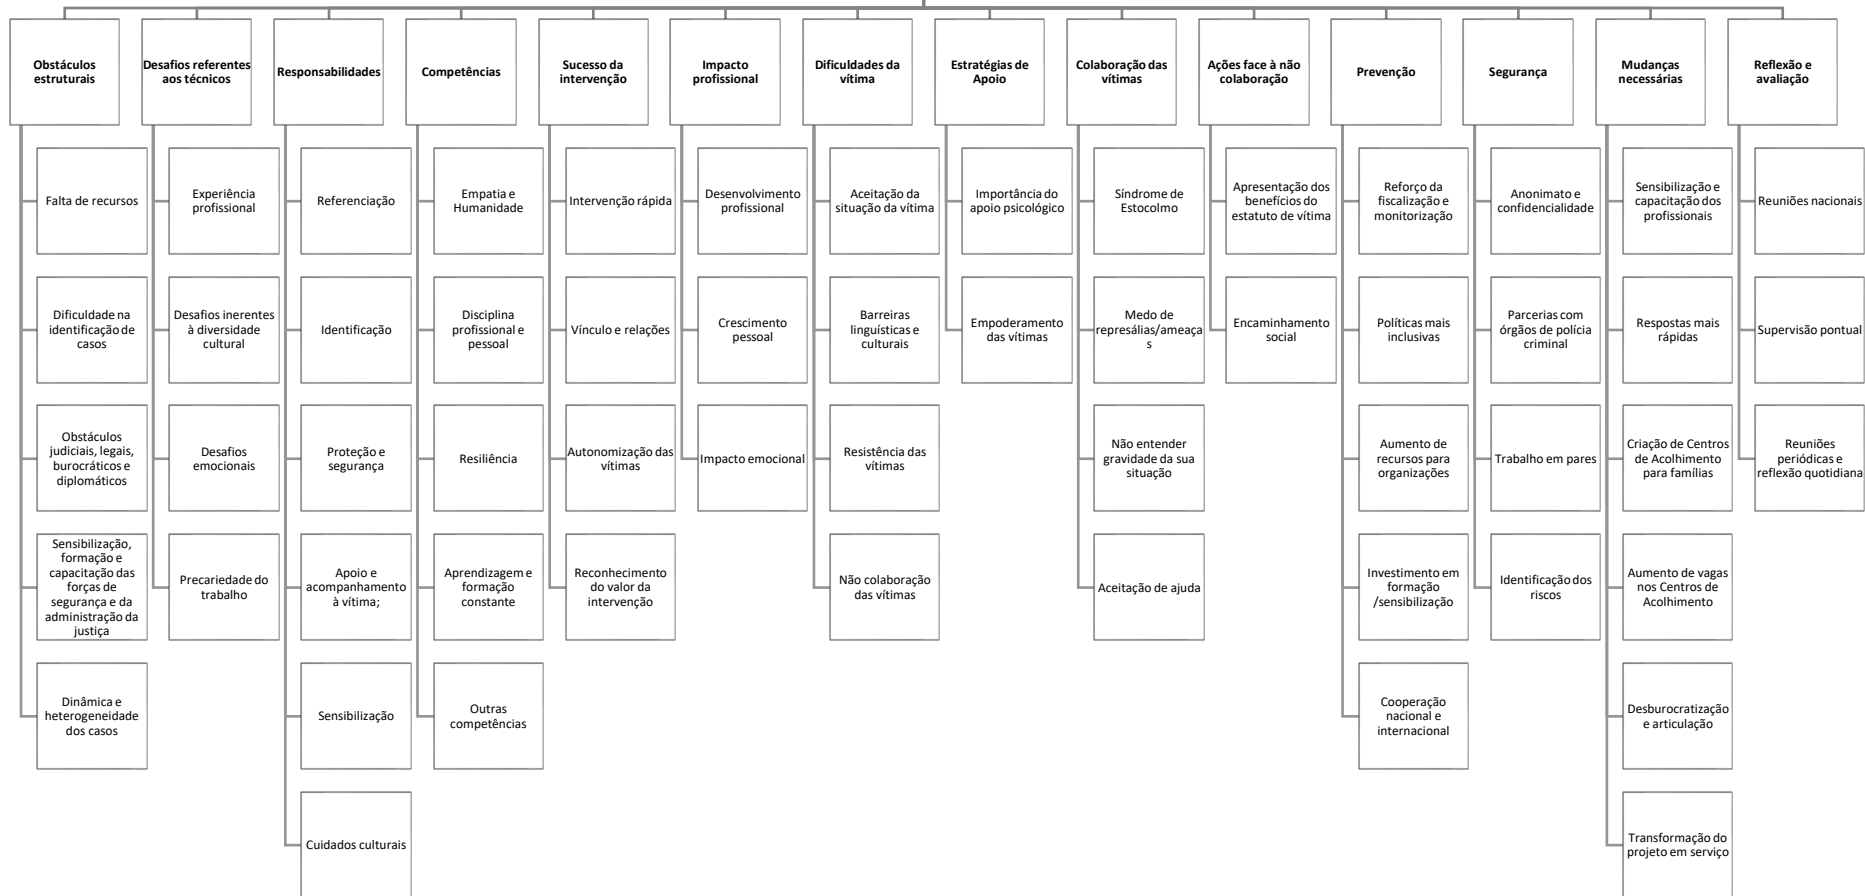 Obstáculos
estruturais
Falta de recursos
Dificuldade na
identificação de
casos
Obstáculos
judiciais, legais,
burocráticos e
diplomáticos
Sensibilização,
formação e
capacitação das
forças de
segurança e da
administração da
justiça
Dinâmica e
heterogeneidade
dos casos
Desafios referentes
aos técnicos
Experiência
profissional
Desafios inerentes
à diversidade
cultural
Desafios
emocionais
Precariedade do
trabalho
Responsabilidades
Referenciação
Identificação
Proteção e
segurança
Apoio e
acompanhamento
à vítima;
Sensibilização
Cuidados culturais
Competências
Empatia e
Humanidade
Disciplina
profissional e
pessoal
Resiliência
Aprendizagem e
formação
constante
Outras
competências
Sucesso da
intervenção
Intervenção rápida
Vínculo e relações
Autonomização das
vítimas
Reconhecimento
do valor da
intervenção
Impacto
profissional
Desenvolvimento
profissional
Crescimento
pessoal
Impacto emocional
Dificuldades da
vítima
Aceitação da
situação da vítima
Barreiras
linguísticas e
culturais
Resistência das
vítimas
Não colaboração
das vítimas
Estratégias de
Apoio
Importância do
apoio psicológico
Empoderamento
das vítimas
Colaboração das
vítimas
Síndrome de
Estocolmo
Medo de
represálias/ameaça
s
Não entender
gravidade da sua
situação
Aceitação de ajuda
Ações face à não
colaboração
Apresentação dos
benefícios do
estatuto de vítima
Encaminhamento
social
Prevenção
Reforço da
fiscalização e
monitorização
Políticas mais
inclusivas
Aumento de
recursos para
organizações
Investimento em
formação
/sensibilização
Cooperação
nacional e
internacional
Segurança
Anonimato e
confidencialidade
Parcerias com
órgãos de polícia
criminal
Trabalho em pares
Identificação dos
riscos
Mudanças
necessárias
Sensibilização e
capacitação dos
profissionais
Respostas mais
rápidas
Criação de Centros
de Acolhimento
para famílias
Aumento de vagas
nos Centros de
Acolhimento
Desburocratização
e articulação
Transformação do
projeto em serviço
Reflexão e
avaliação
Reuniões nacionais
Supervisão pontual
Reuniões
periódicas e
reflexão quotidiana